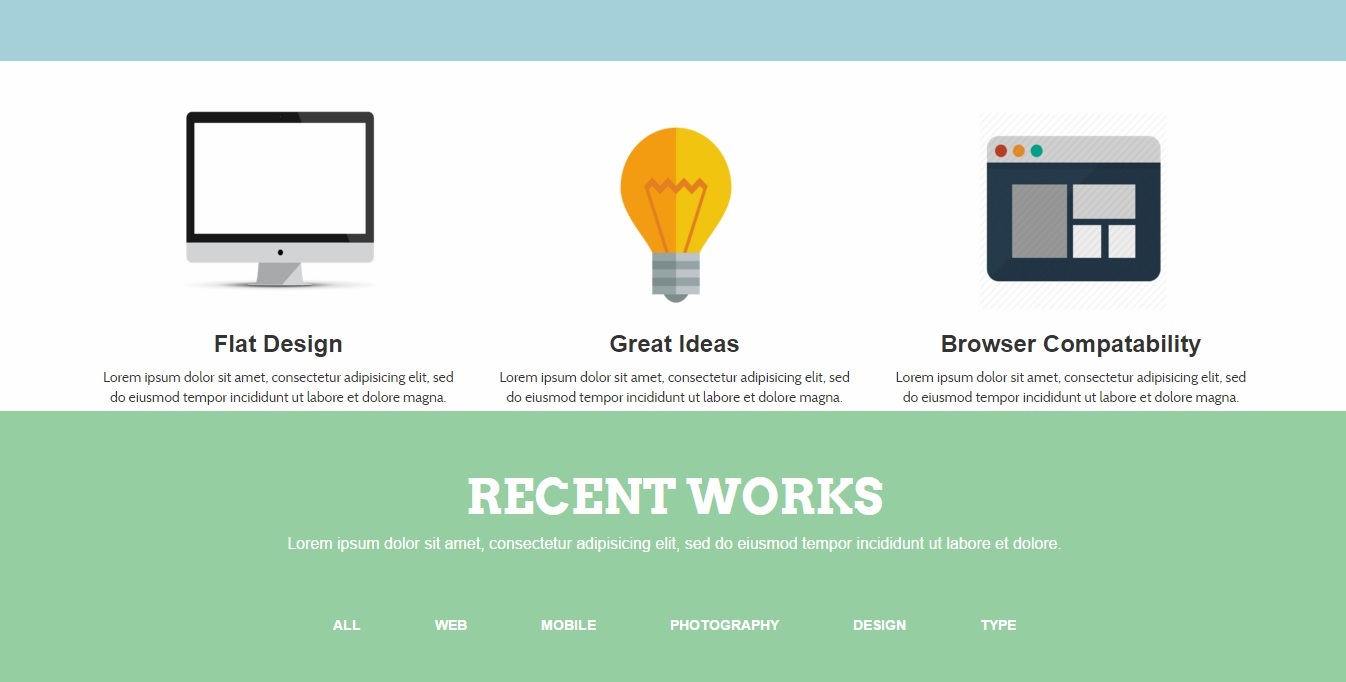 Flat Design
Lorem ipsum dolor sit amet, consectetur adipisicing elit, sed
do eiusmod tempor incididunt ut labore et dolore magna.
Great Ideas
Lorem ipsum dolor sit amet, consectetur adipisicing elit, sed
do eiusmod tempor incididunt ut labore et dolore magna.
Browser Compatability
Lorem ipsum dolor sit amet, consectetur adipisicing elit, sed
do eiusmod tempor incididunt ut labore et dolore magna.
RECENT WORKS
Lorem ipsum dolor sit amet, consectetur adipisicing elit, sed do eiusmod tempor incididunt ut labore et dolore.
ALL WEB MOBILE PHOTOGRAPHY DESIGN TYPE